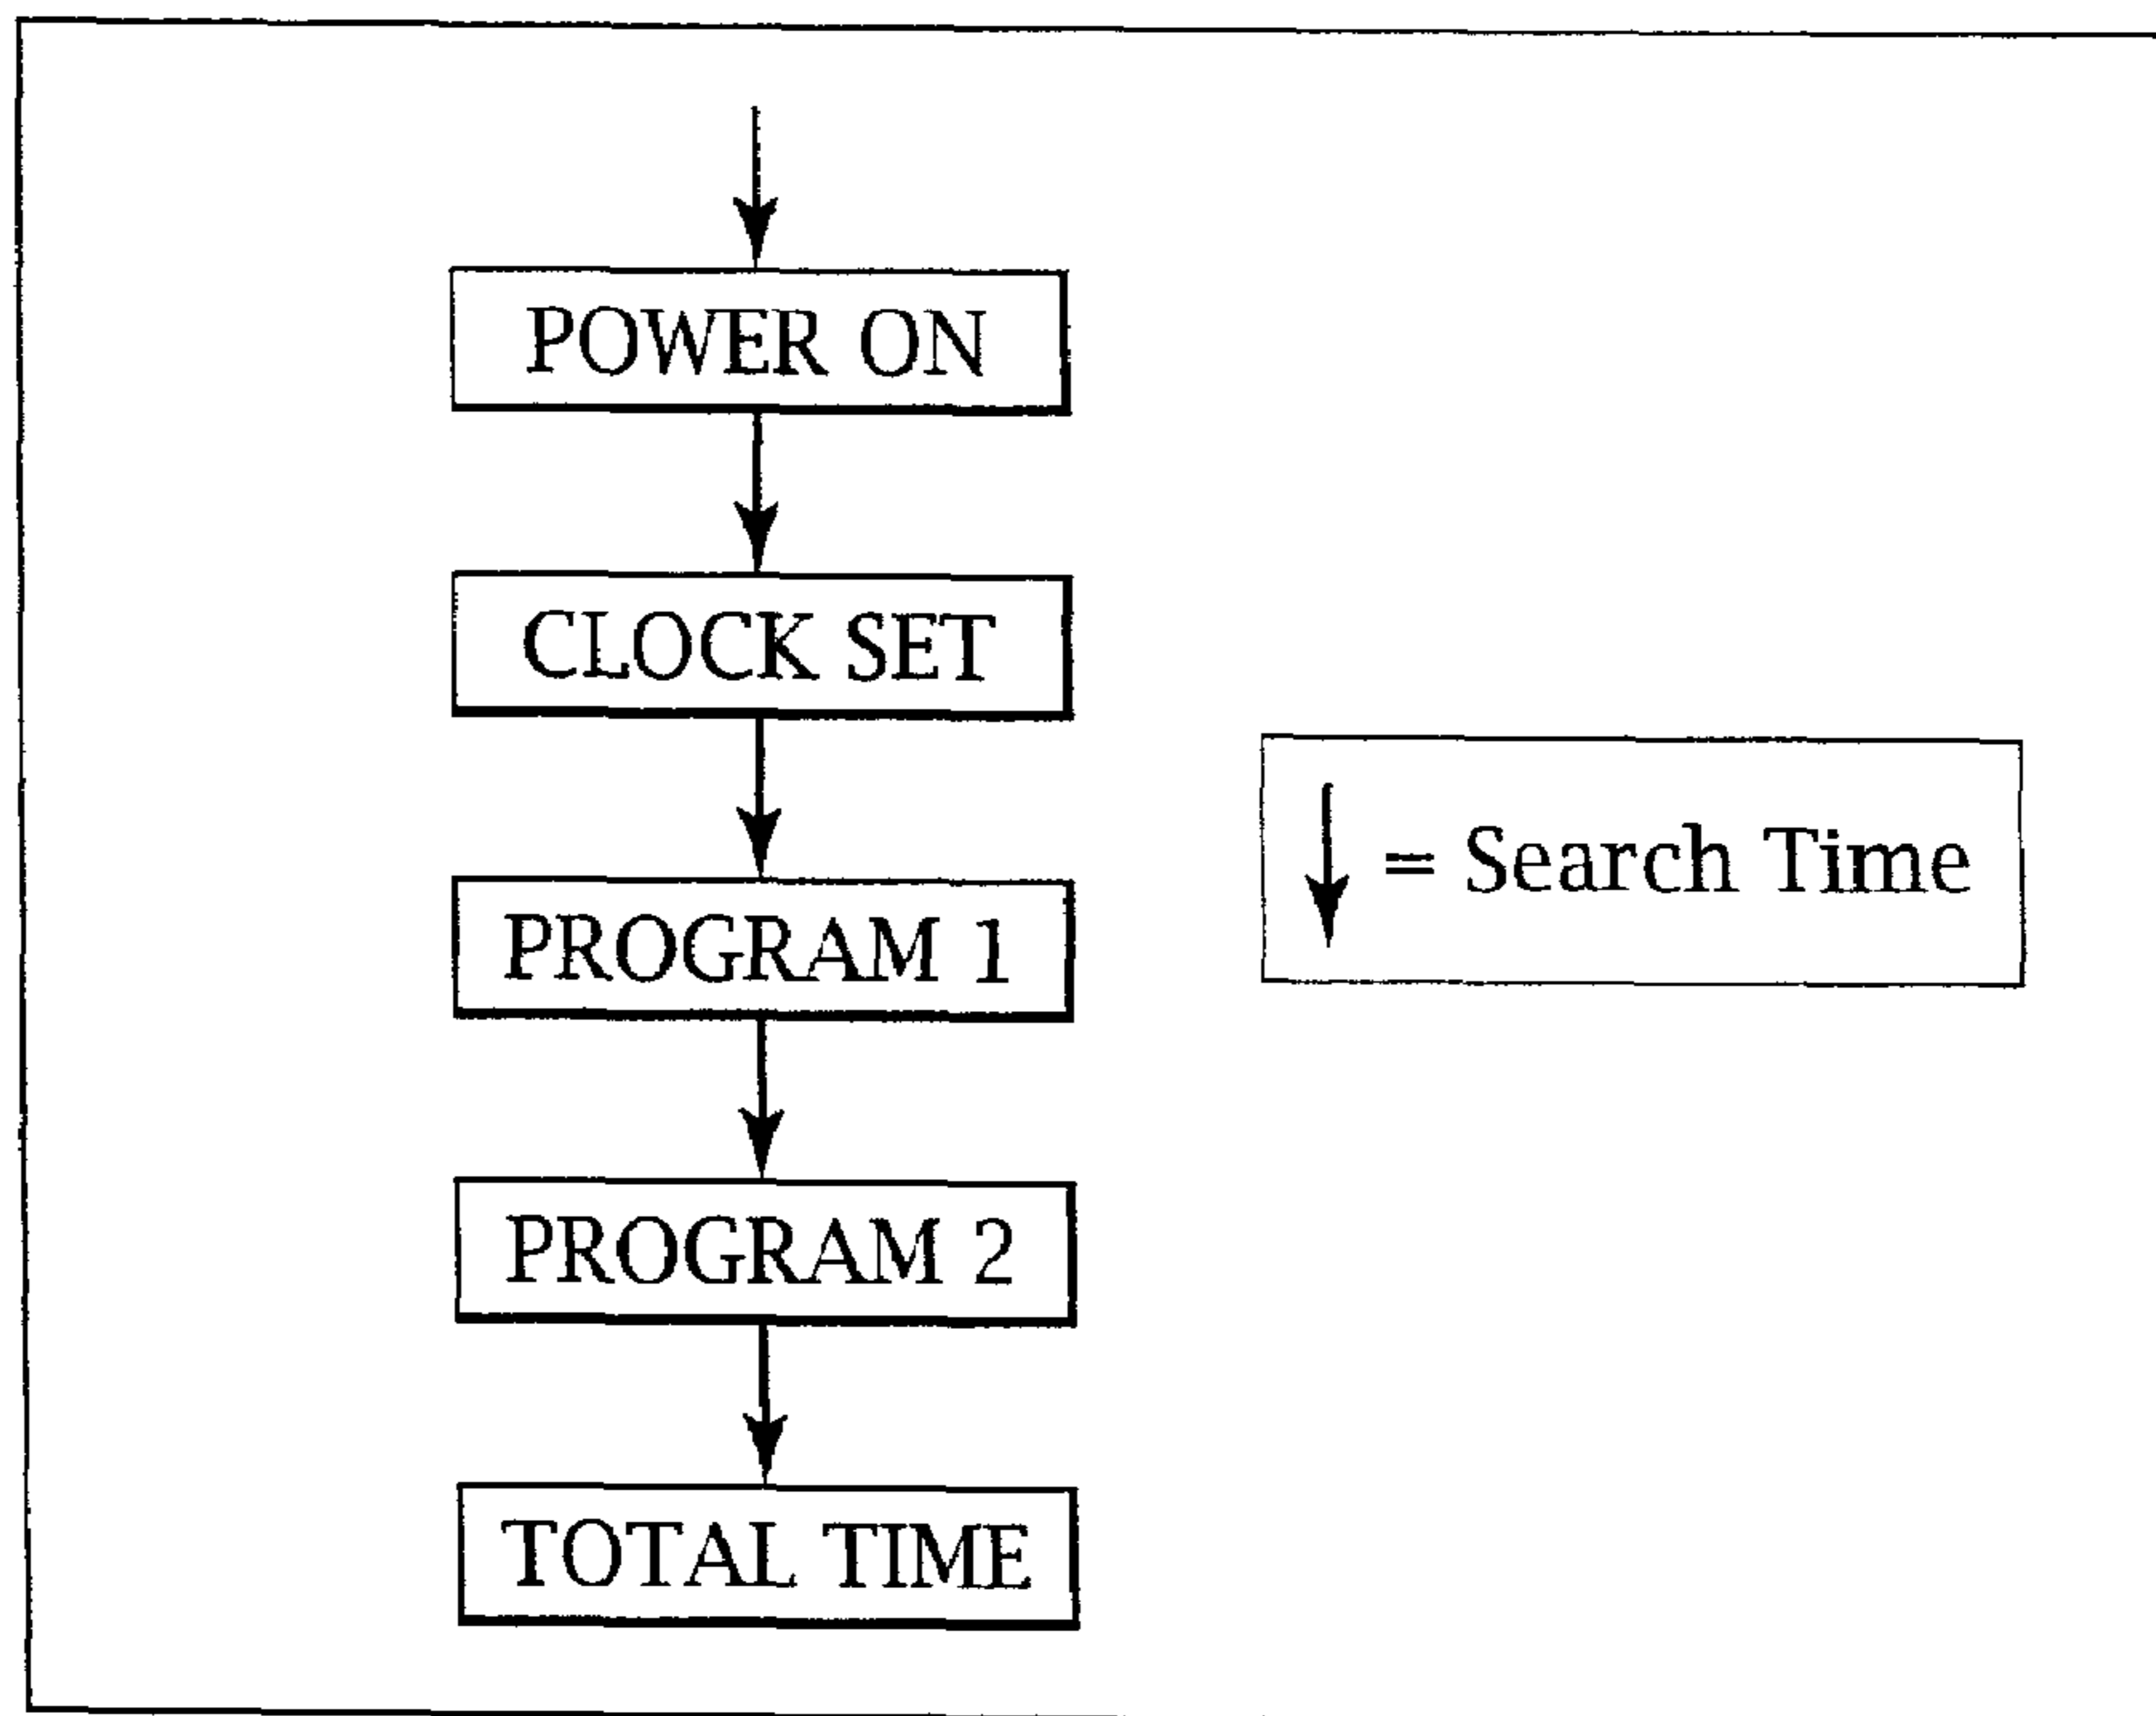 POWER ON
CLOCK SET
PROGRAM 1
= Search Time
PROGRAM 2
TOTAL TIME